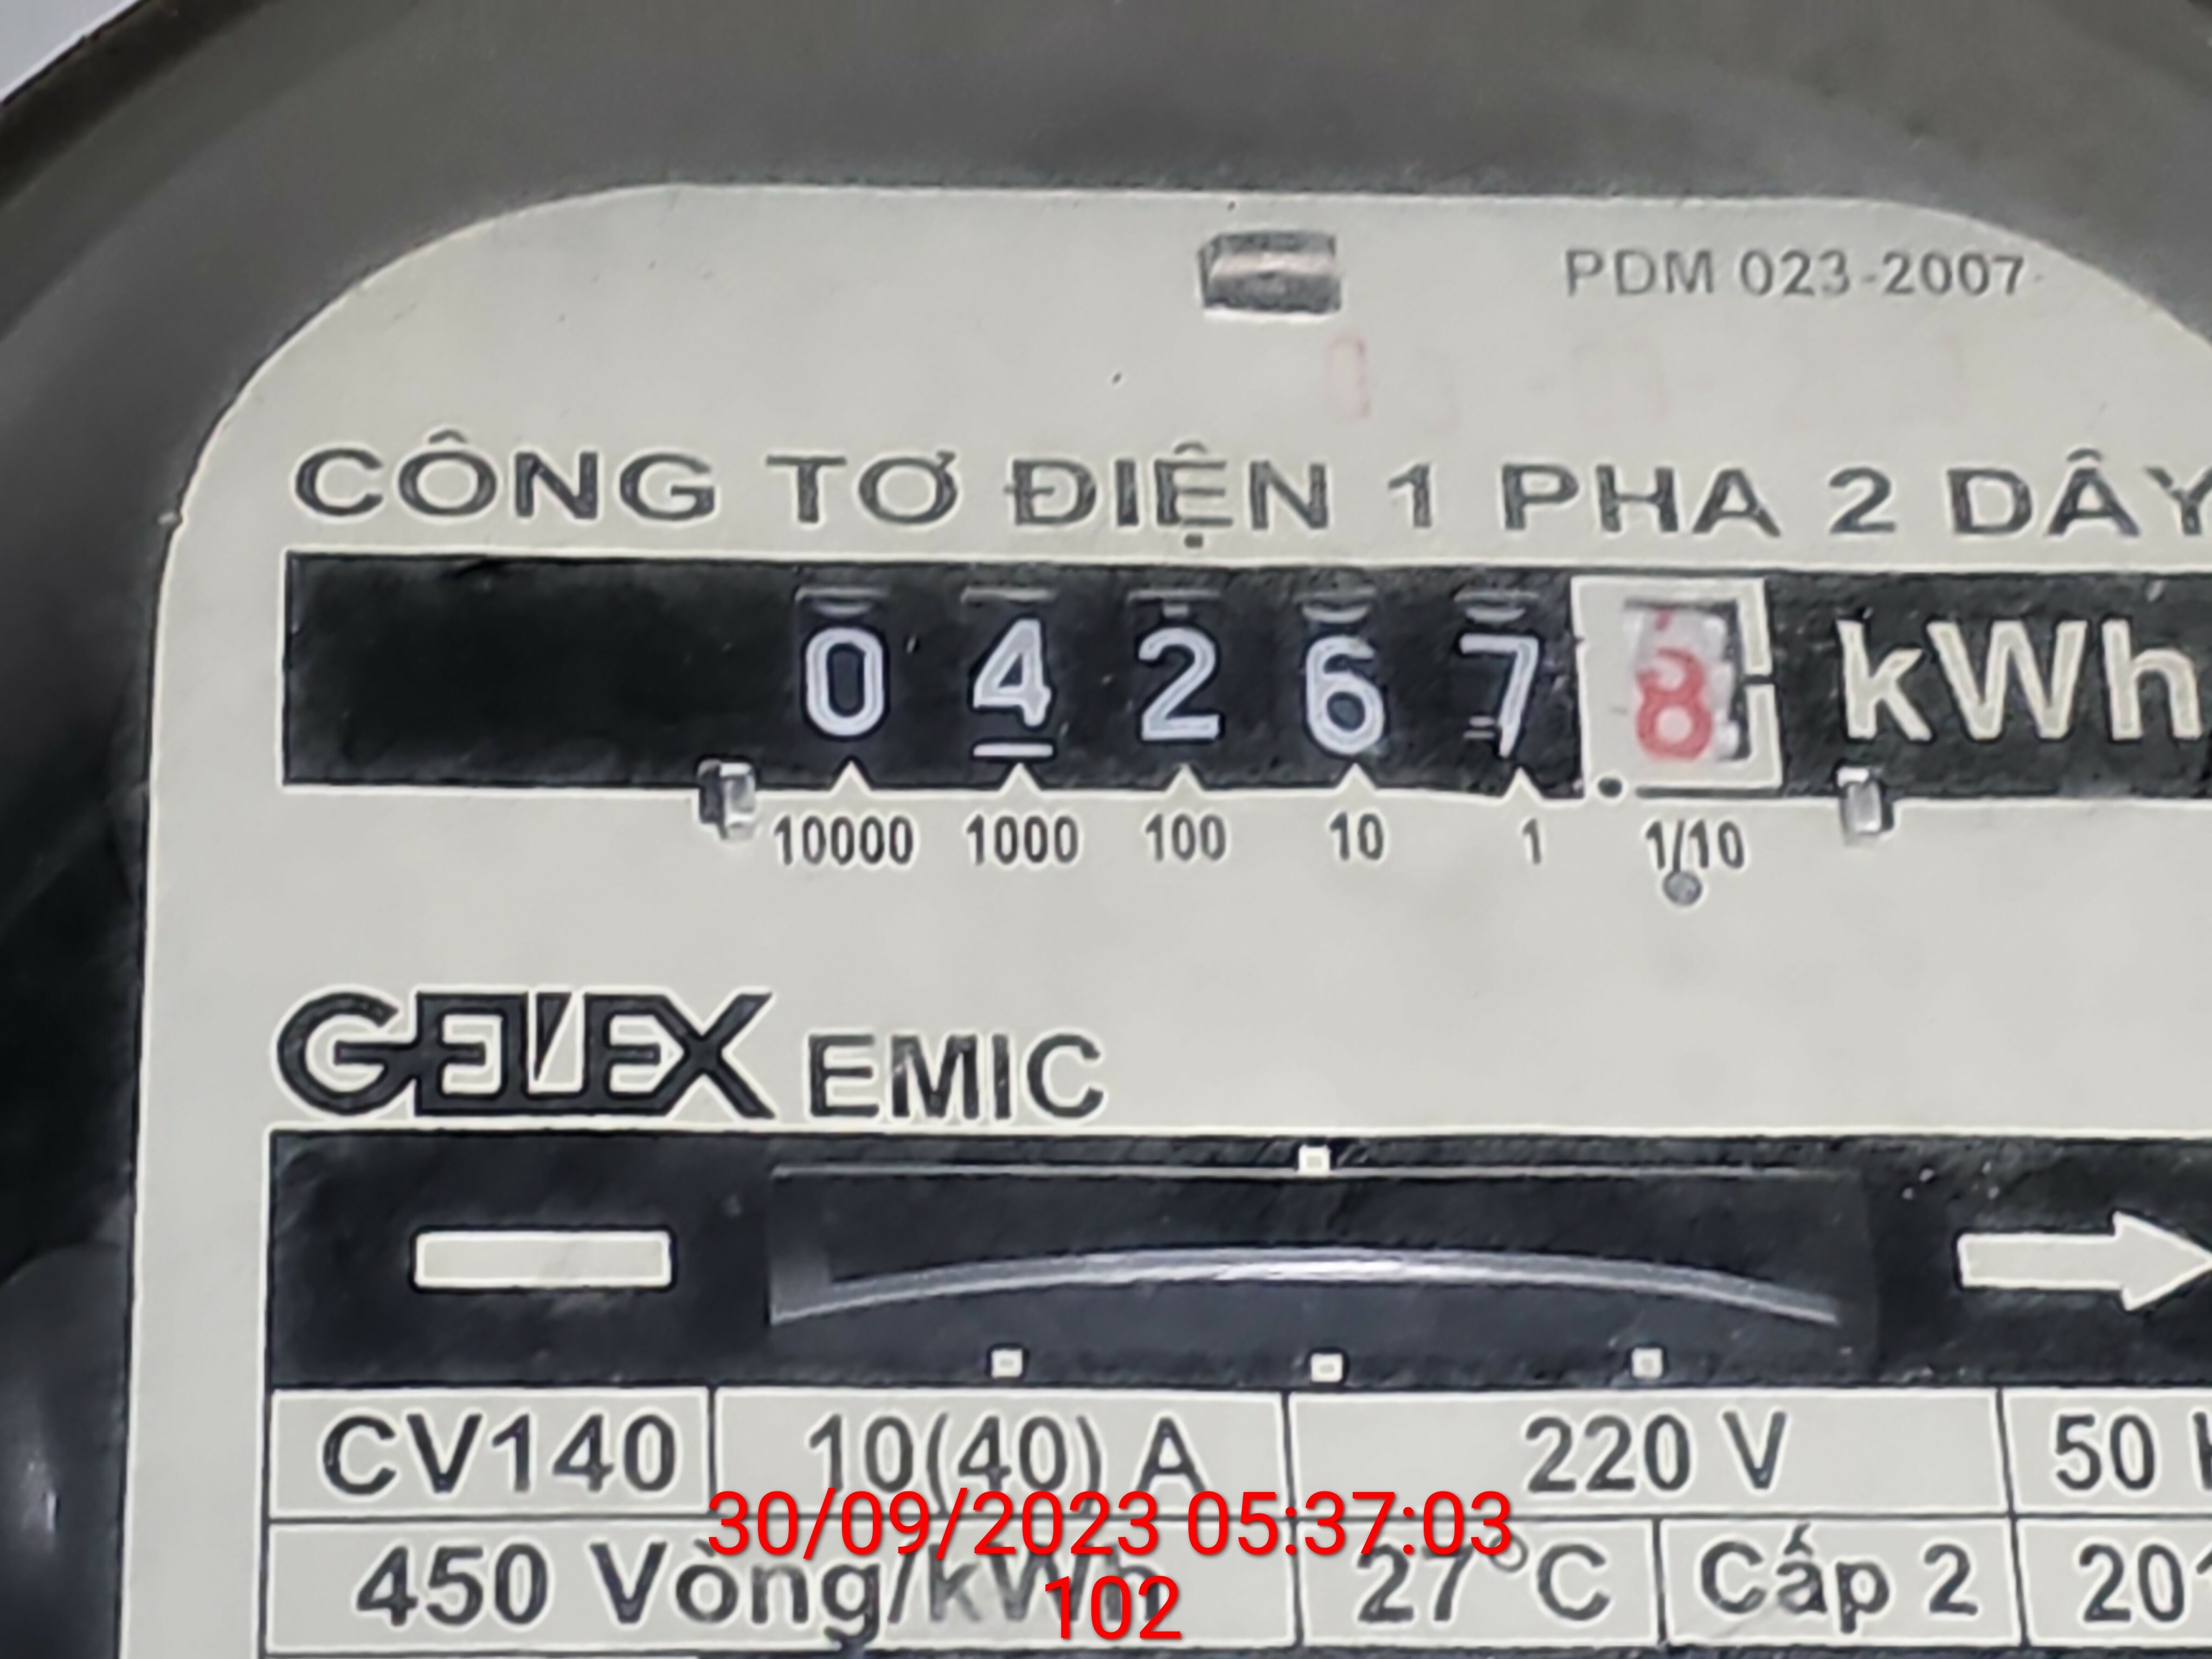 PDM 023-2007
CÔNG TƠ ĐIỆN 1 PHA 2 DÂY
0 4 2 6 7 8 kWh
10000 1000 100 10 1 1/10
GELEX EMIC
CV140 10(40) A 220 V 50
30/09/2023 05:37:03
450 Vòng/kWh 27°C Cấp 2
102